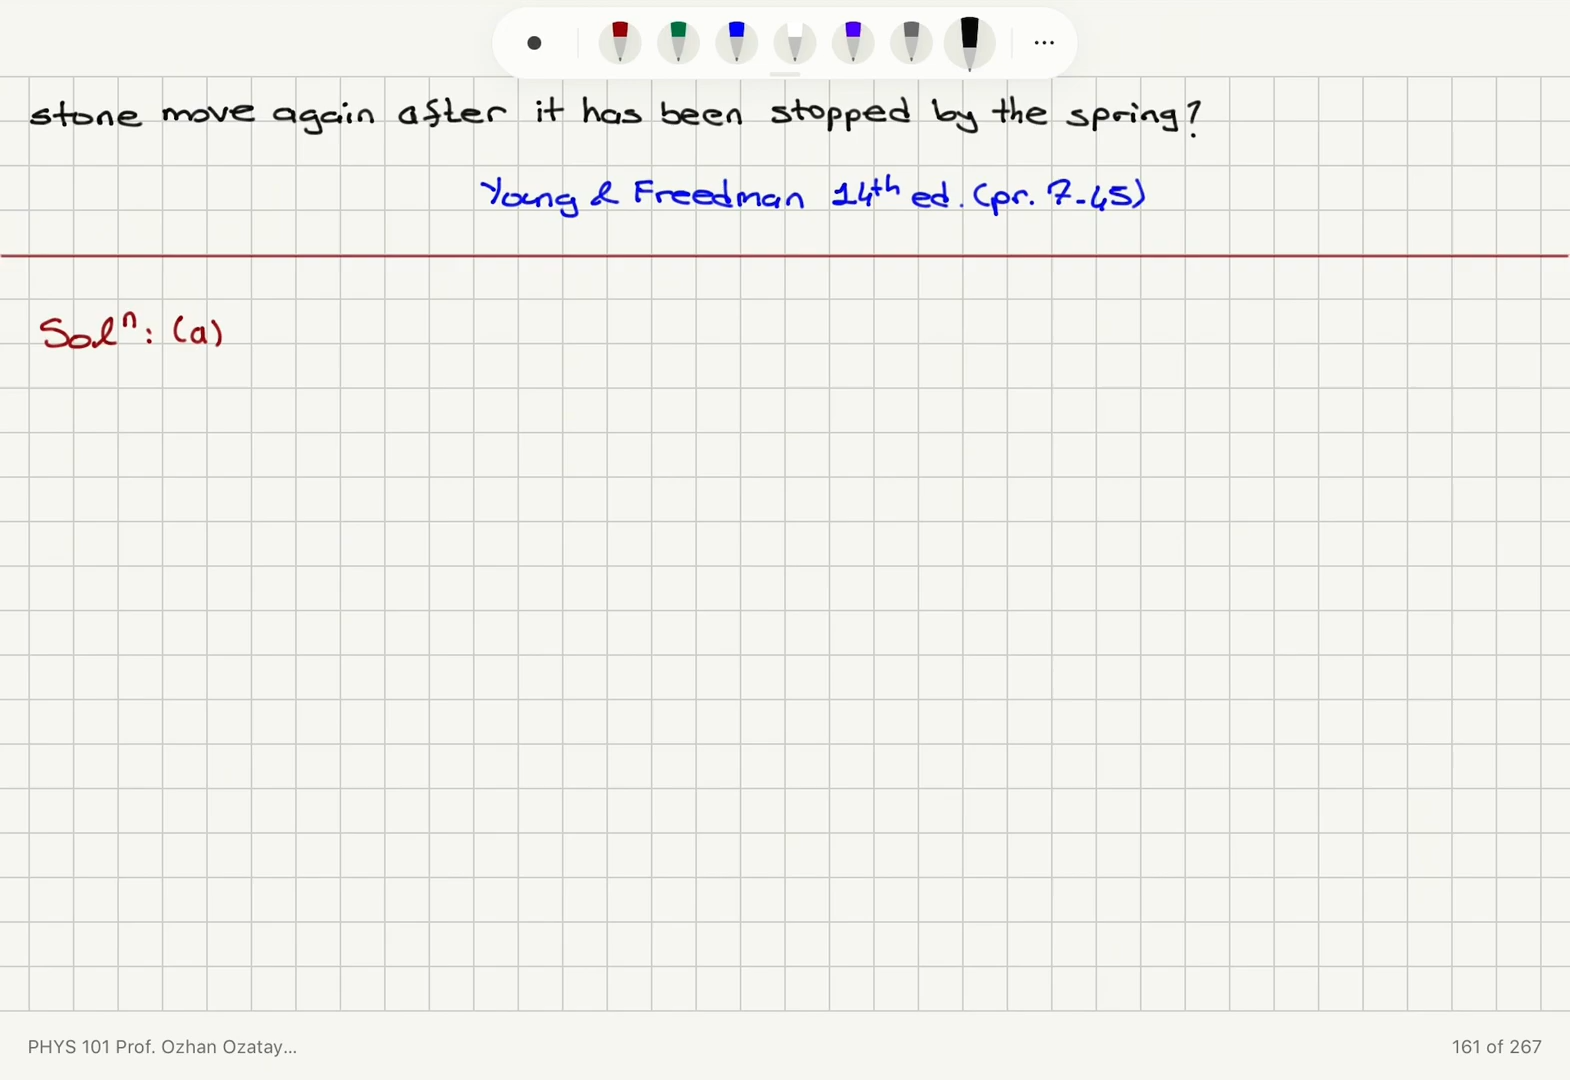 stone move again after it has been stopped by the spring?
Young & Freedman 14th ed. (pr. 7-45)
Solⁿ: (a)
PHYS 101 Prof. Ozhan Ozatay...
161 of 267